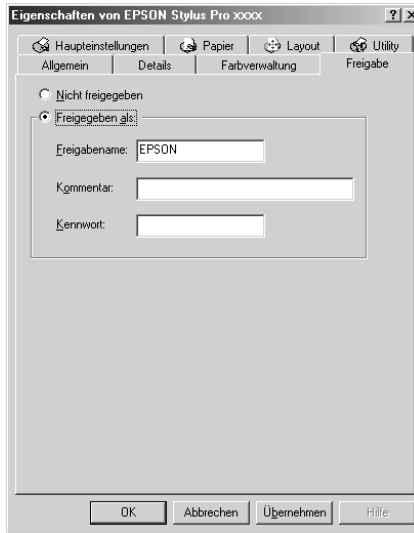 Eigenschaften von EPSON Stylus Pro xxxx
Haupteinstellungen Papier Layout Utility
Allgemein Details Farbverwaltung Freigabe
Nicht freigegeben
Freigegeben als:
Freigabename: EPSON
Kommentar:
Kennwort:
OK Abbrechen Übernehmen Hilfe